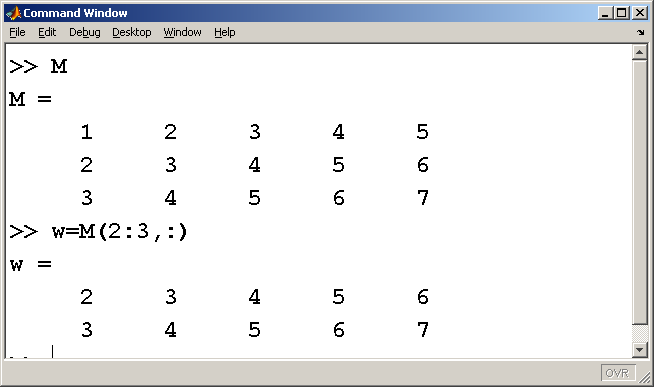 Command Window
File Edit Debug Desktop Window Help
>> M
M =
1 2 3 4 5
2 3 4 5 6
3 4 5 6 7
>> w=M(2:3,:)
w =
2 3 4 5 6
3 4 5 6 7
>>
OVR